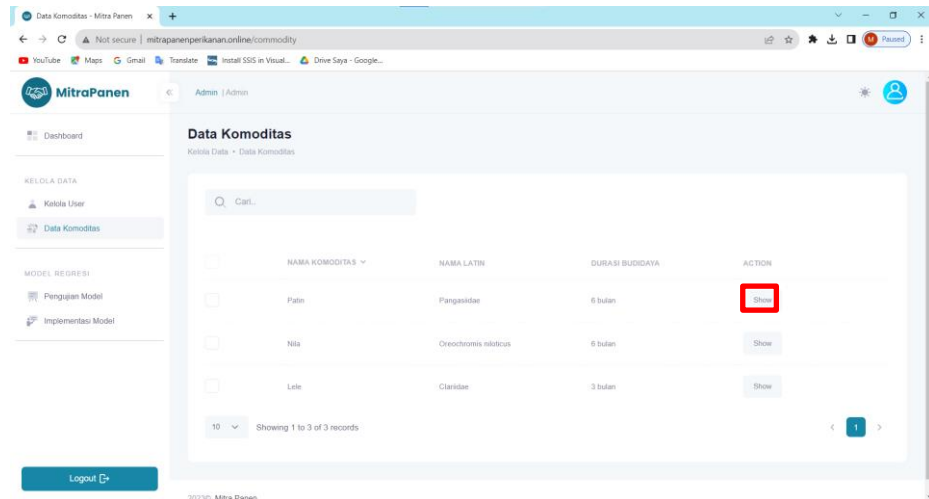 Data Komoditas - Mitra Panen
Not secure | mitrapanenperikanan.online/commodity
Paused
YouTube Maps Gmail Translate Install SSIS in Visual... Drive Saya - Google...
MitraPanen
Admin | Admin
Dashboard
Data Komoditas
Kelola Data • Data Komoditas
KELOLA DATA
Kelola User
Data Komoditas
MODEL REGRESI
Pengujian Model
Implementasi Model
Logout
Cari..
NAMA KOMODITAS NAMA LATIN DURASI BUDIDAYA ACTION
Patin Pangasiidae 6 bulan Show
Nila Oreochromis niloticus 6 bulan Show
Lele Clariidae 3 bulan Show
10 Showing 1 to 3 of 3 records 1
2023© Mitra Panen